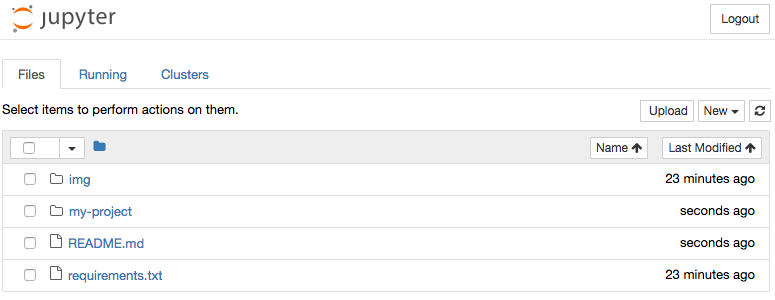 jupyter
Logout
Files Running Clusters
Select items to perform actions on them.
Upload New
Name Last Modified
img 23 minutes ago
my-project seconds ago
README.md seconds ago
requirements.txt 23 minutes ago